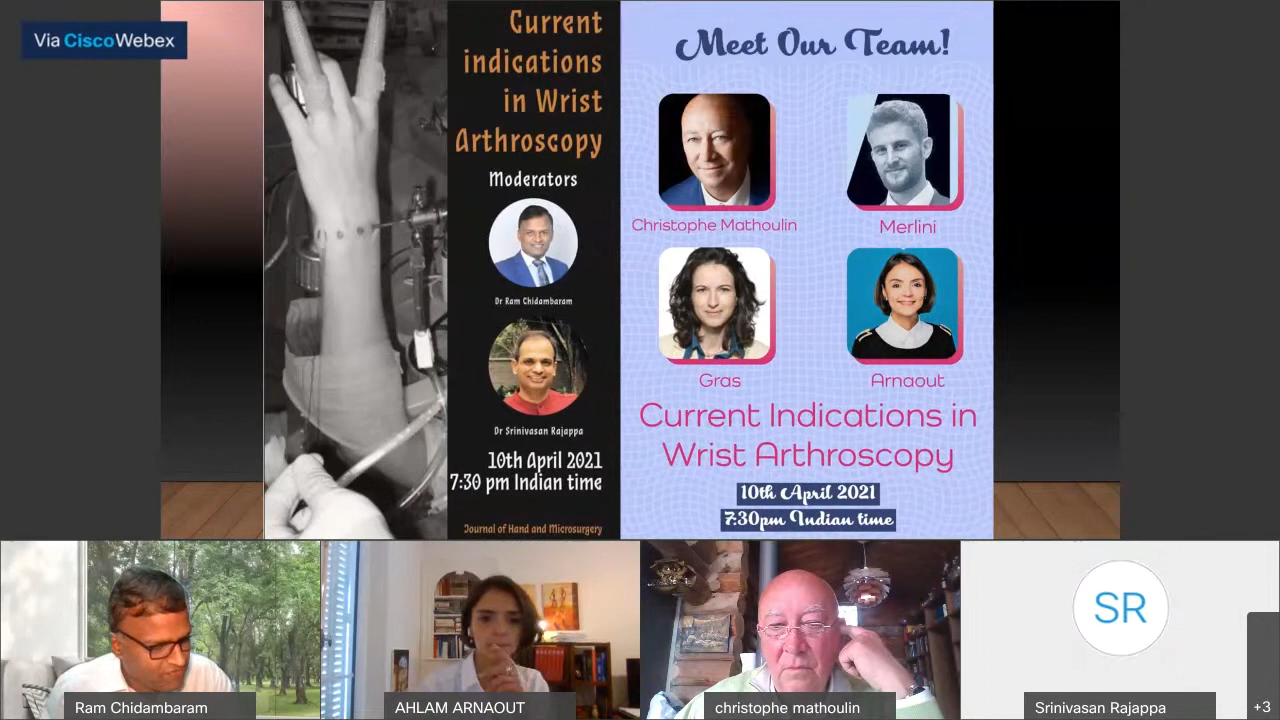 Via CiscoWebex
Current
indications
in Wrist
Arthroscopy
Moderators
Dr Ram Chidambaram
Dr Srinivasan Rajappa
10th April 2021
7:30 pm Indian time
Journal of Hand and Microsurgery
Meet Our Team!
Christophe Mathoulin
Merlini
Gras
Arnaout
Current Indications in
Wrist Arthroscopy
10th April 2021
7:30pm Indian time
Ram Chidambaram
AHLAM ARNAOUT
christophe mathoulin
SR
Srinivasan Rajappa
+3